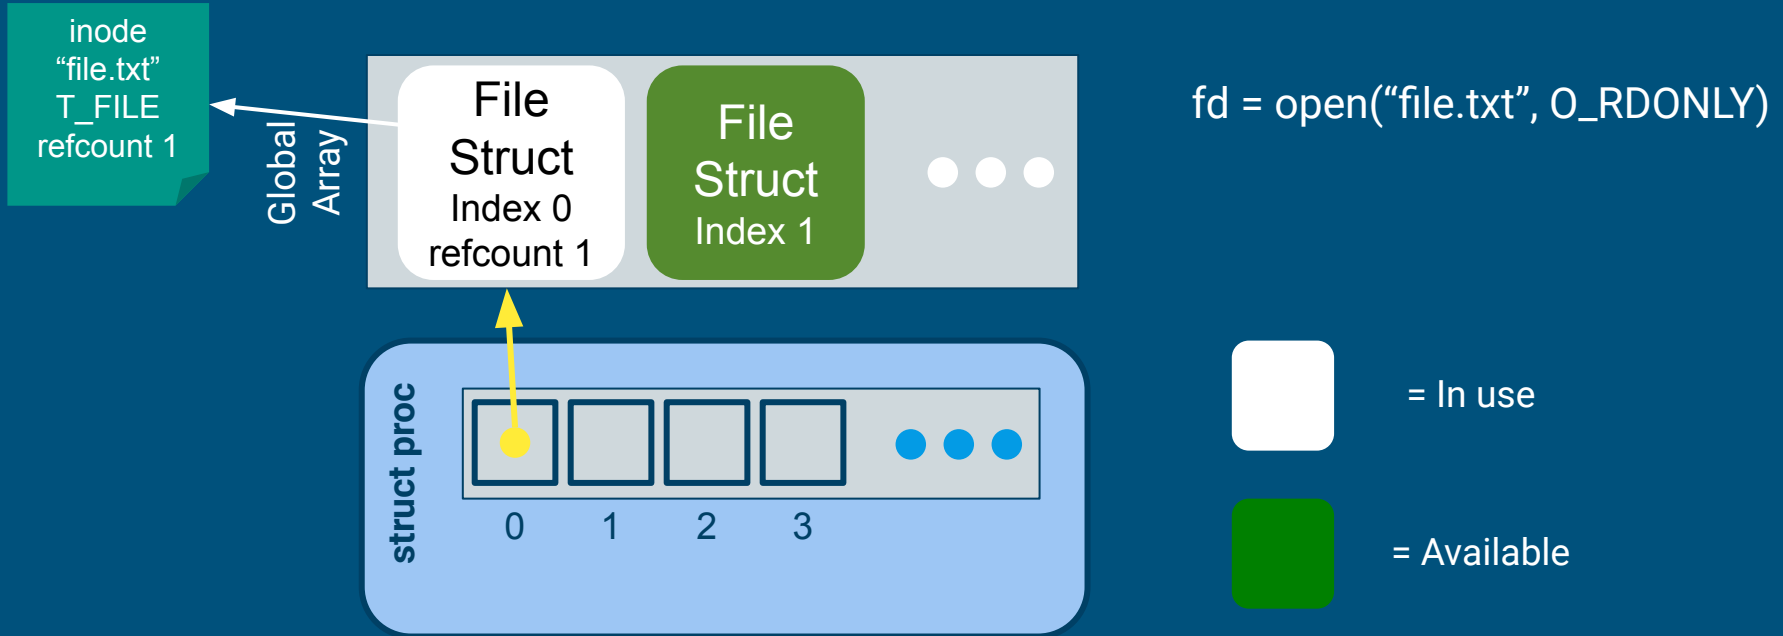 inode
“file.txt”
T_FILE
refcount 1
Global
Array
File
Struct
Index 0
refcount 1
File
Struct
Index 1
fd = open(“file.txt”, O_RDONLY)
struct proc
0 1 2 3
= In use
= Available